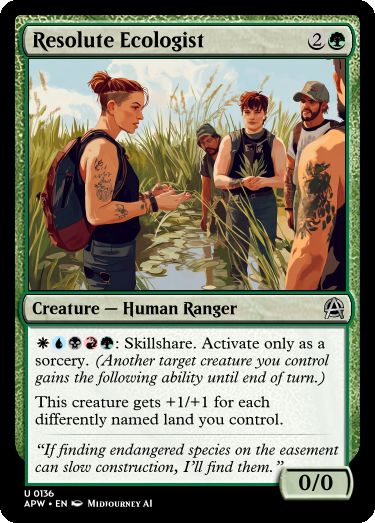 Resolute Ecologist 2
Creature — Human Ranger
: Skillshare. Activate only as a
sorcery. (Another target creature you control
gains the following ability until end of turn.)
This creature gets +1/+1 for each
differently named land you control.
“If finding endangered species on the easement
can slow construction, I’ll find them.”
0/0
U 0136
APW • EN Midjourney AI